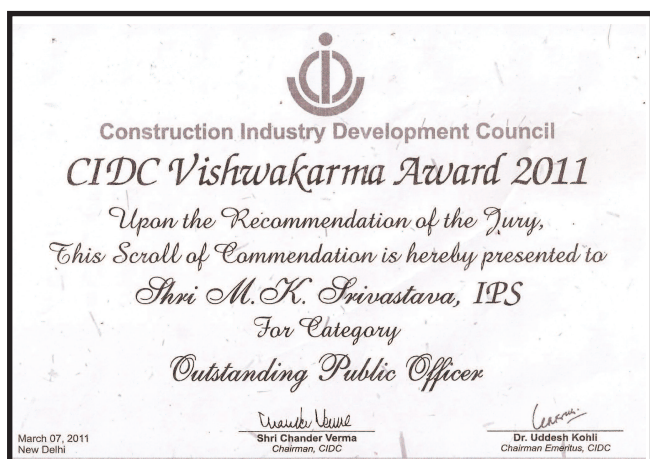 Construction Industry Development Council
CIDC Vishwakarma Award 2011
Upon the Recommendation of the Jury,
This Scroll of Commendation is hereby presented to
Shri M. K. Srivastava, IPS
For Category
Outstanding Public Officer
March 07, 2011
New Delhi
Chander Verma
Shri Chander Verma
Chairman, CIDC
Dr. Uddesh Kohli
Chairman Emeritus, CIDC